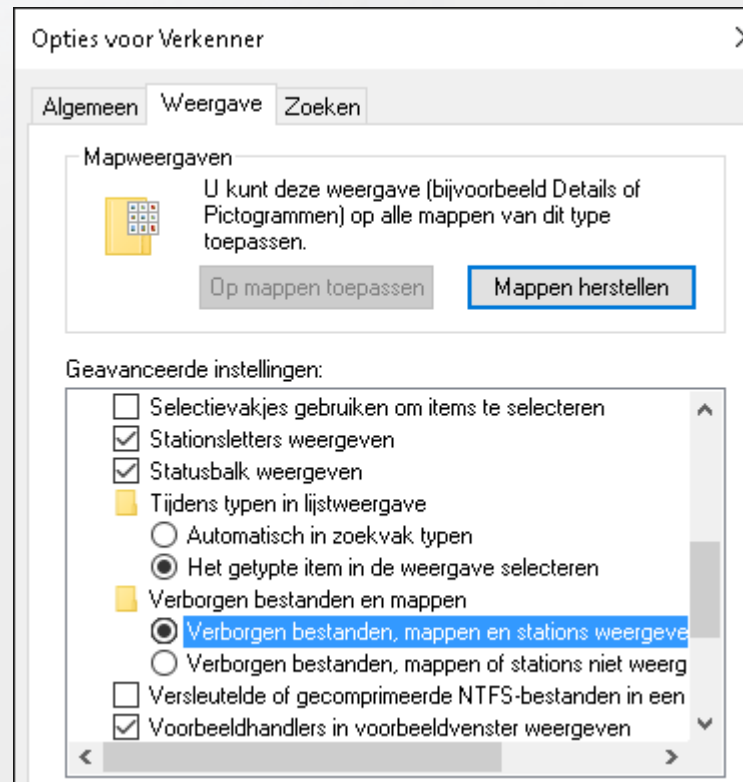 Opties voor Verkenner
Algemeen Weergave Zoeken
Mapweergaven
U kunt deze weergave (bijvoorbeeld Details of
Pictogrammen) op alle mappen van dit type
toepassen.
Op mappen toepassen Mappen herstellen
Geavanceerde instellingen:
Selectievakjes gebruiken om items te selecteren
Stationsletters weergeven
Statusbalk weergeven
Tijdens typen in lijstweergave
Automatisch in zoekvak typen
Het getypte item in de weergave selecteren
Verborgen bestanden en mappen
Verborgen bestanden, mappen en stations weergeve
Verborgen bestanden, mappen of stations niet weerg
Versleutelde of gecomprimeerde NTFS-bestanden in een
Voorbeeldhandlers in voorbeeldvenster weergeven